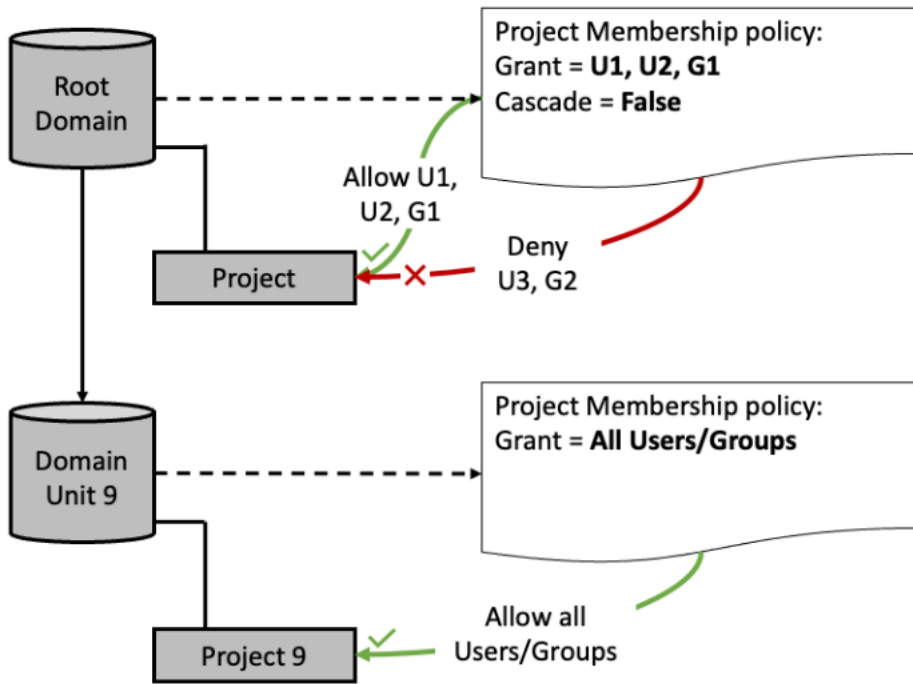 Root
Domain
Project Membership policy:
Grant = U1, U2, G1
Cascade = False
Allow U1,
U2, G1
Deny
U3, G2
Project
Domain
Unit 9
Project Membership policy:
Grant = All Users/Groups
Allow all
Users/Groups
Project 9